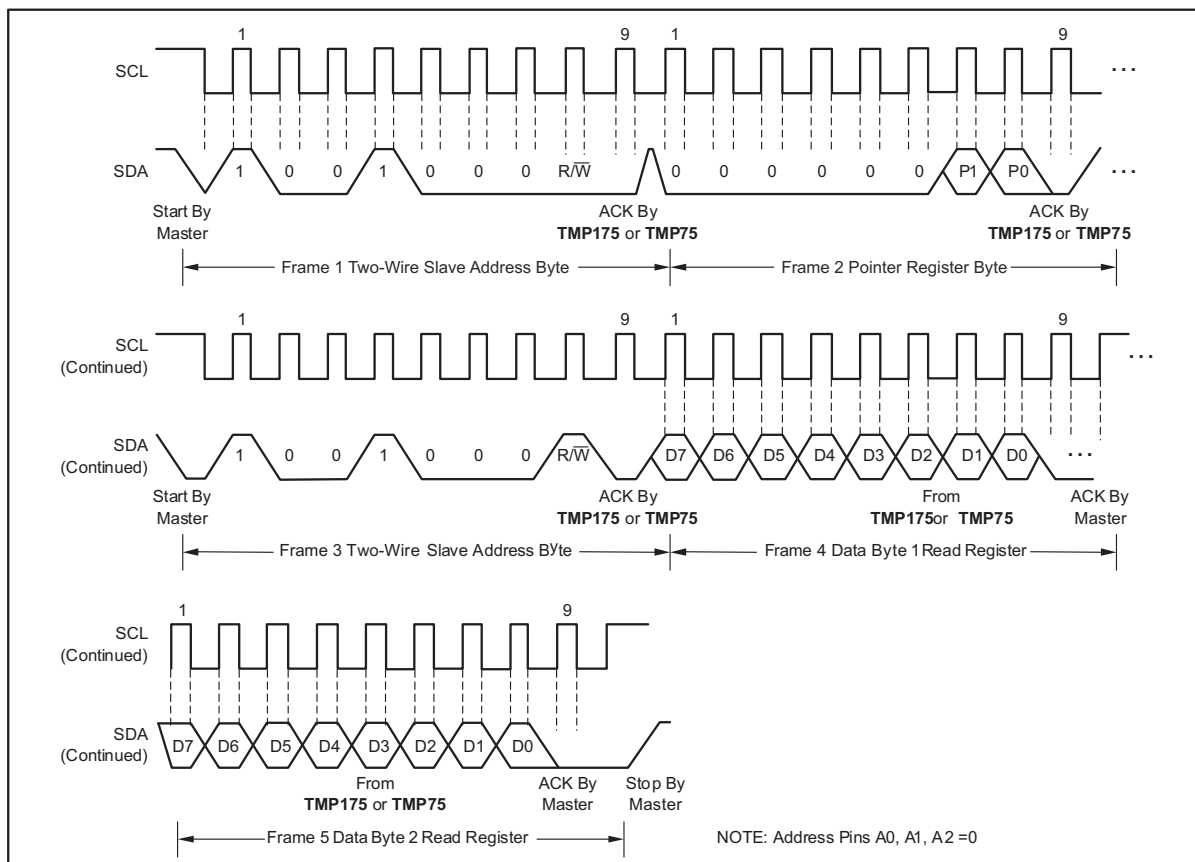 1 9 1 9
SCL ...
SDA 1 0 0 1 0 0 0 R/W̅ 0 0 0 0 0 0 P1 P0 ...
Start By Master
ACK By TMP175 or TMP75
ACK By TMP175 or TMP75
Frame 1 Two-Wire Slave Address Byte
Frame 2 Pointer Register Byte
1 9 1 9
SCL (Continued) ...
SDA (Continued) 1 0 0 1 0 0 0 R/W̅ D7 D6 D5 D4 D3 D2 D1 D0 ...
Start By Master
ACK By TMP175 or TMP75
From TMP175or TMP75
ACK By Master
Frame 3 Two-Wire Slave Address Byte
Frame 4 Data Byte 1 Read Register
1 9
SCL (Continued)
SDA (Continued) D7 D6 D5 D4 D3 D2 D1 D0
From TMP175 or TMP75
ACK By Master
Stop By Master
Frame 5 Data Byte 2 Read Register
NOTE: Address Pins A0, A1, A2 =0